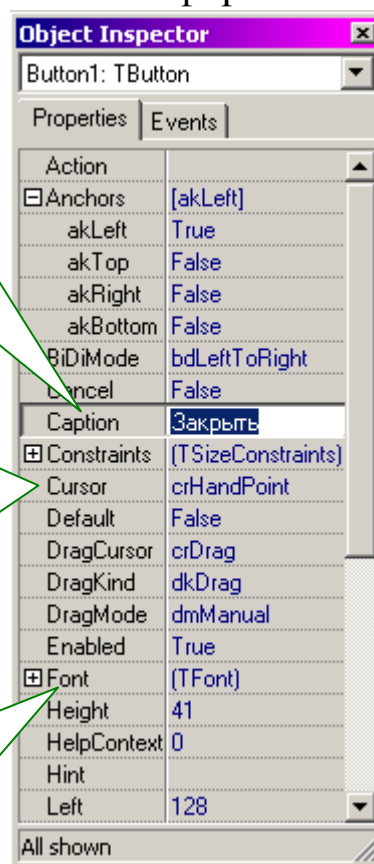 Object Inspector
Button1: TButton
Properties Events
Action
Anchors [akLeft]
akLeft True
akTop False
akRight False
akBottom False
BiDiMode bdLeftToRight
Cancel False
Caption Закрыть
Constraints (TSizeConstraints)
Cursor crHandPoint
Default False
DragCursor crDrag
DragKind dkDrag
DragMode dmManual
Enabled True
Font (TFont)
Height 41
HelpContext 0
Hint
Left 128
All shown